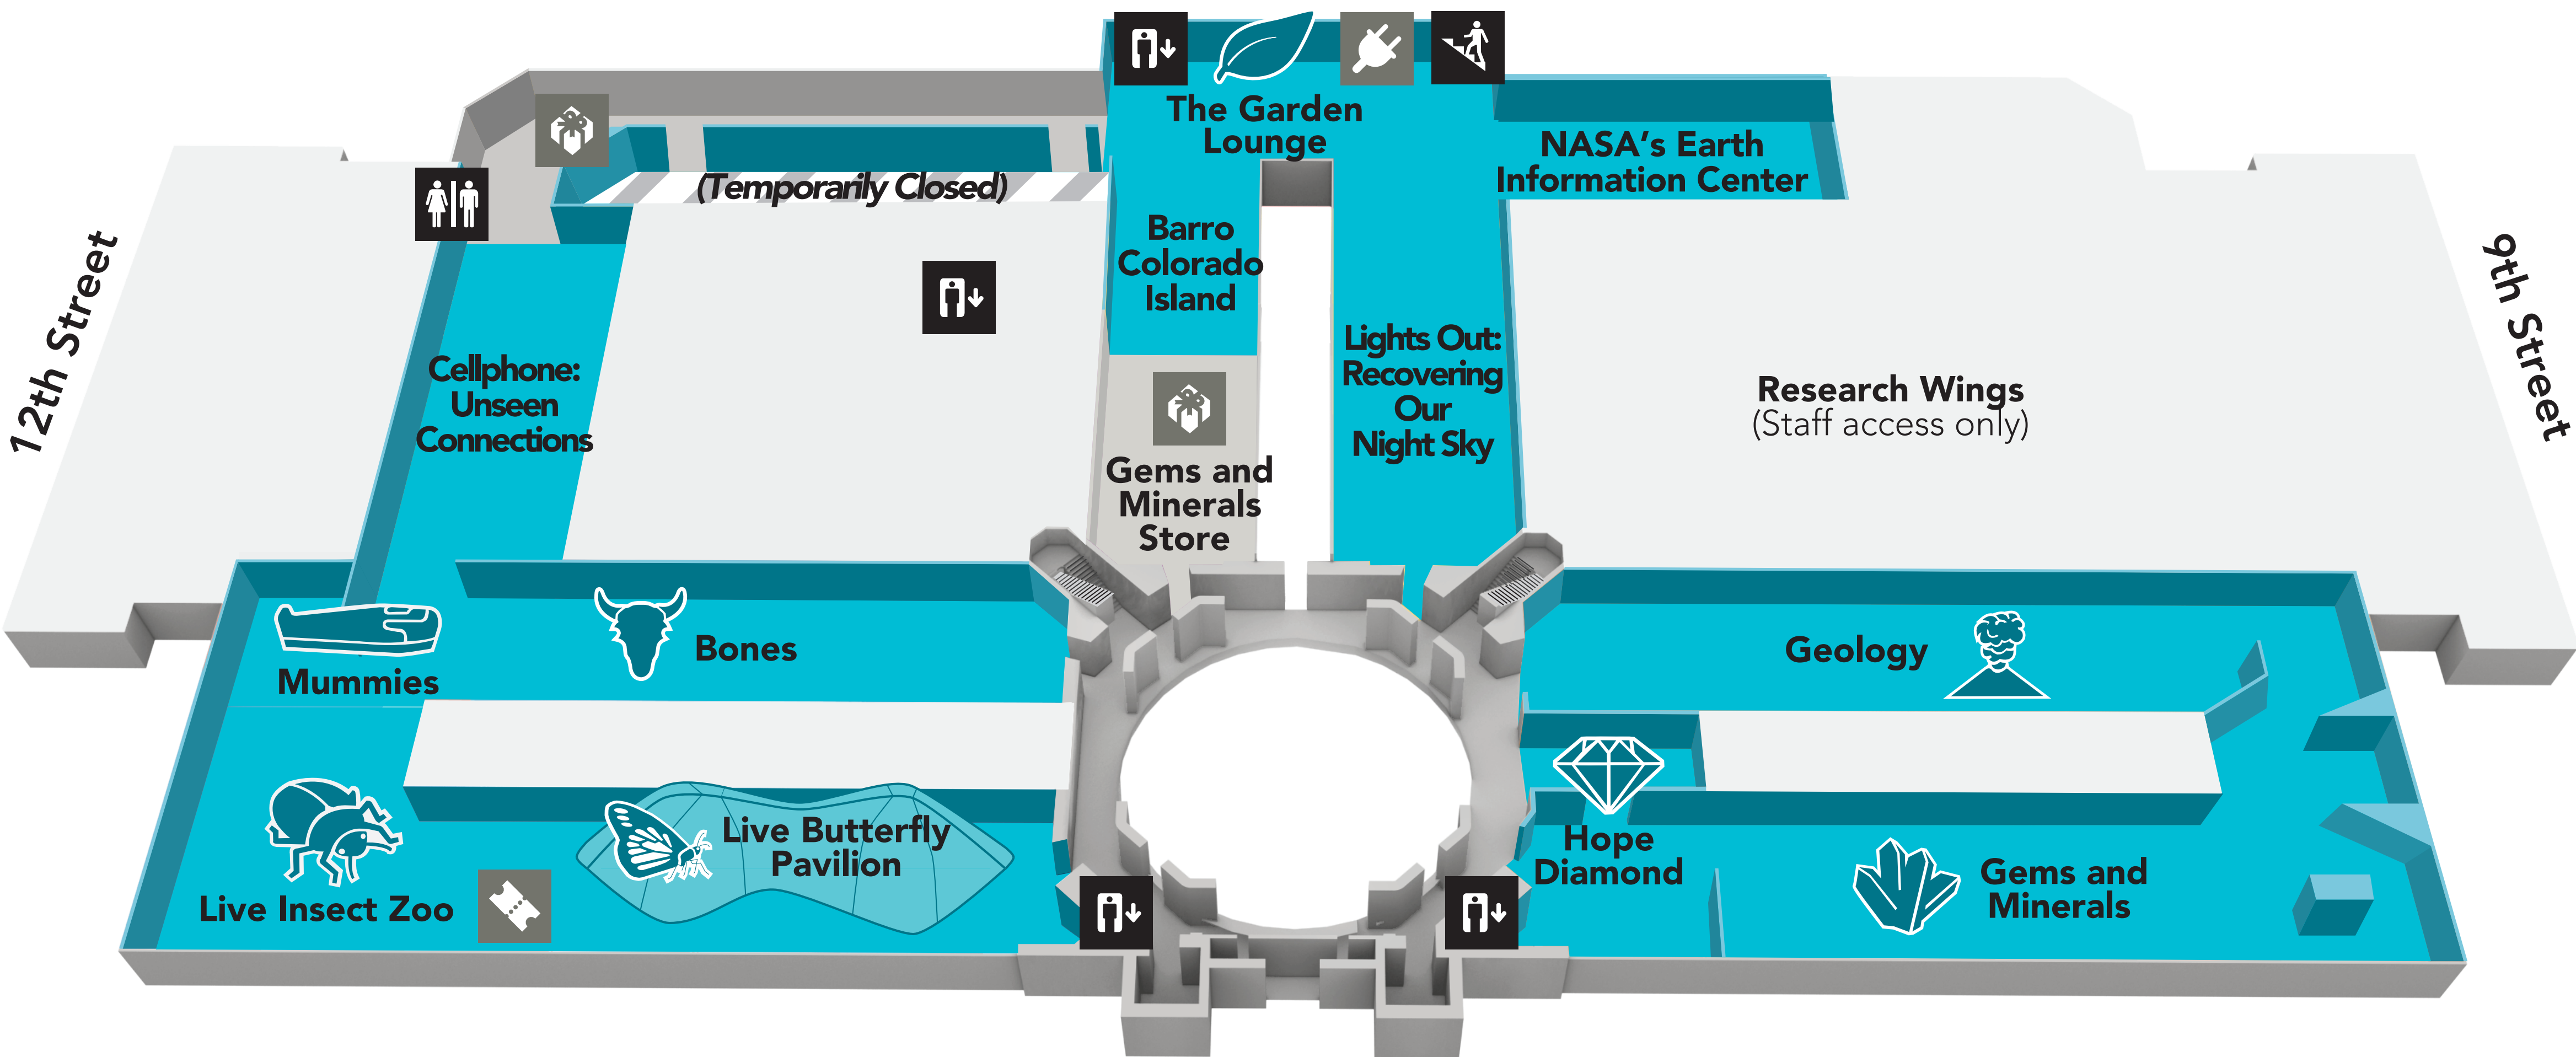 The Garden
Lounge
NASA's Earth
Information Center
(Temporarily Closed)
Barro
Colorado
Island
12th Street
9th Street
Cellphone:
Unseen
Connections
Lights Out:
Recovering
Our
Night Sky
Research Wings
(Staff access only)
Gems and
Minerals
Store
Mummies
Bones
Geology
Live Insect Zoo
Live Butterfly
Pavilion
Hope
Diamond
Gems and
Minerals